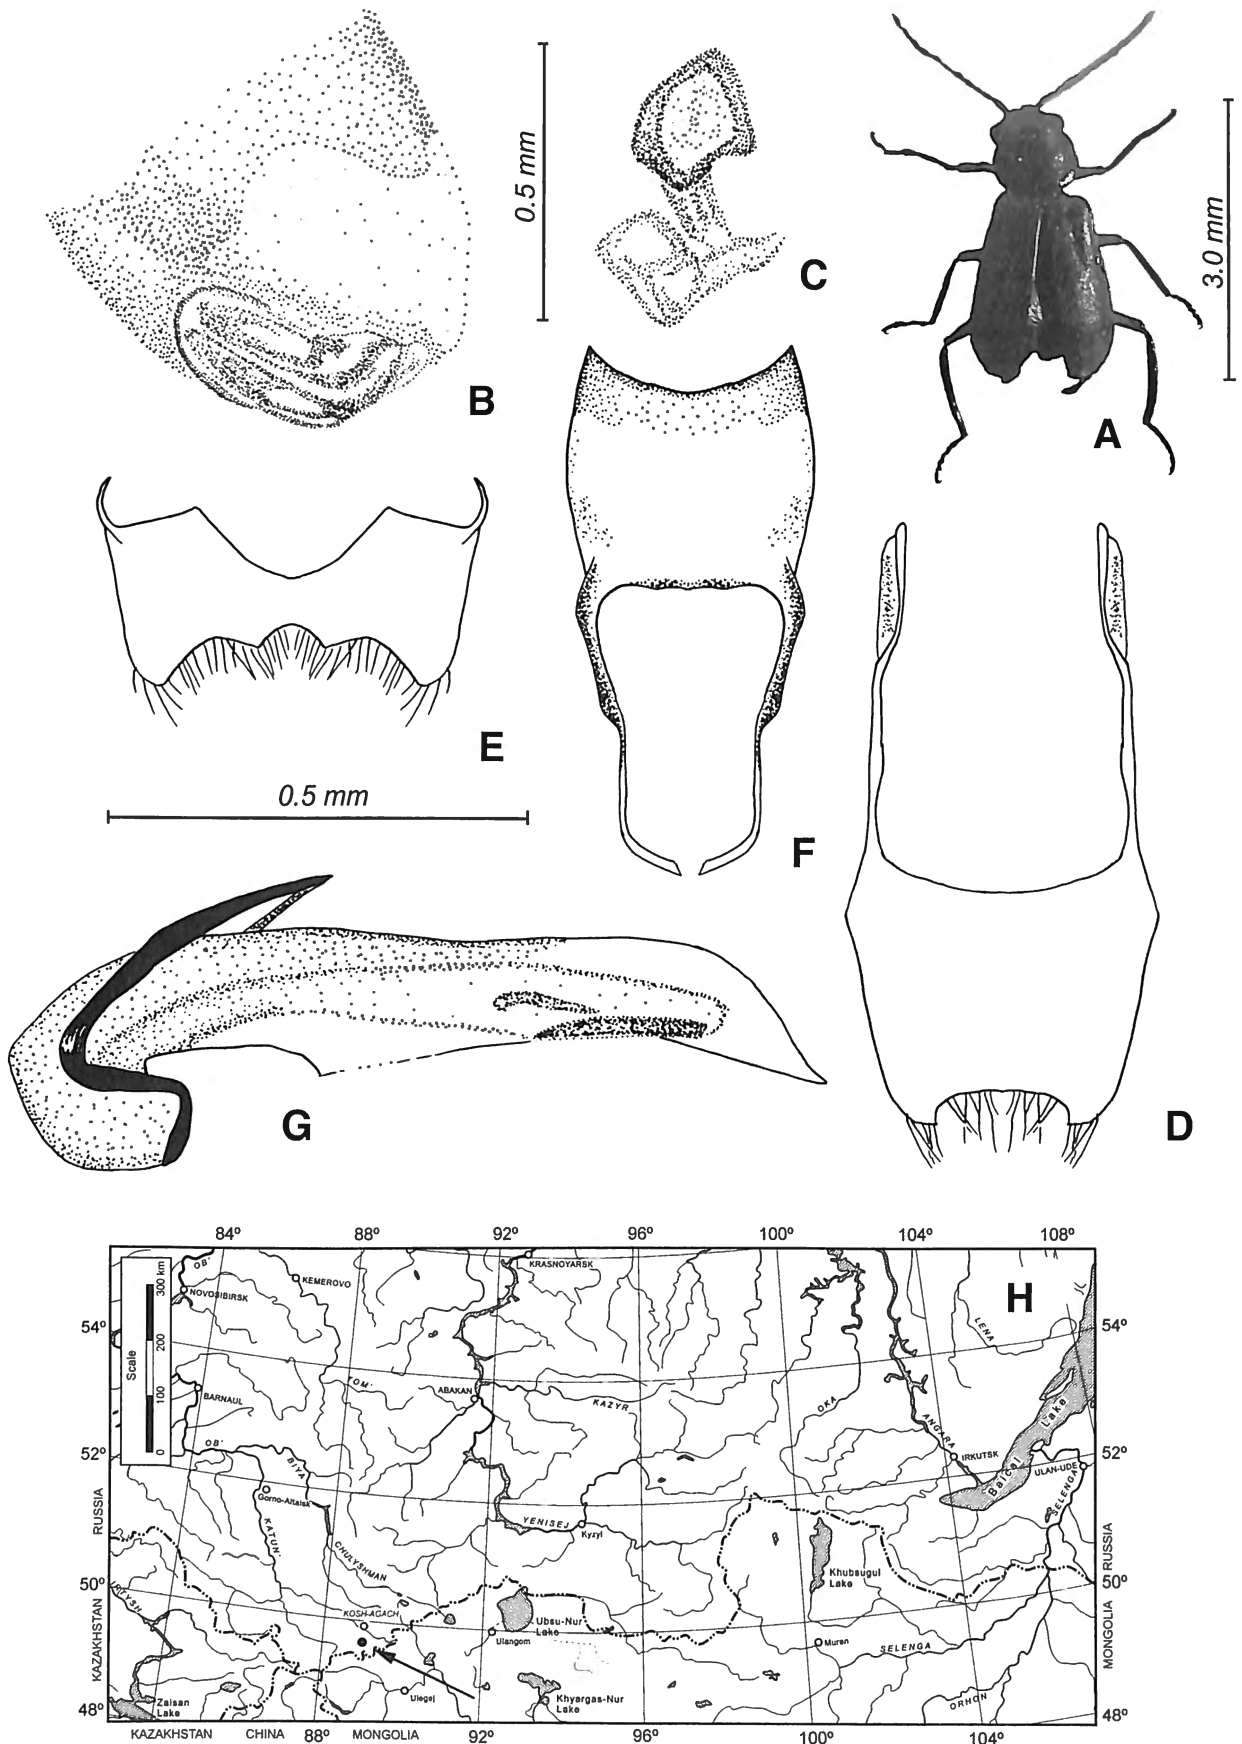 0.5 mm
3.0 mm
C
B
A
E
0.5 mm
F
G
D
84º
88º
92º
96º
100º
104º
108º
H
300 km
200
100
0
Scale
OB'
NOVOSIBIRSK
KEMEROVO
KRASNOYARSK
LENA
54º
54º
TOM'
BARNAUL
ABAKAN
KAZYR
OKA
ANGARA
IRKUTSK
Baical
Lake
ULAN-UDE
SELENGA
52º
52º
OB'
BIYA
Gorno-Altaisk
KATUN'
CHULYSHMAN
YENISEJ
Kyzyl
RUSSIA
RUSSIA
50º
50º
IRTYSH
KOSH-AGACH
Ubsu-Nur
Lake
Ulangom
Khubsugul
Lake
Muren
SELENGA
KAZAKHSTAN
MONGOLIA
Zaisan
Lake
Ulegej
Khyargas-Nur
Lake
ORHON
48º
48º
KAZAKHSTAN
CHINA
88º
MONGOLIA
92º
96º
100º
104º